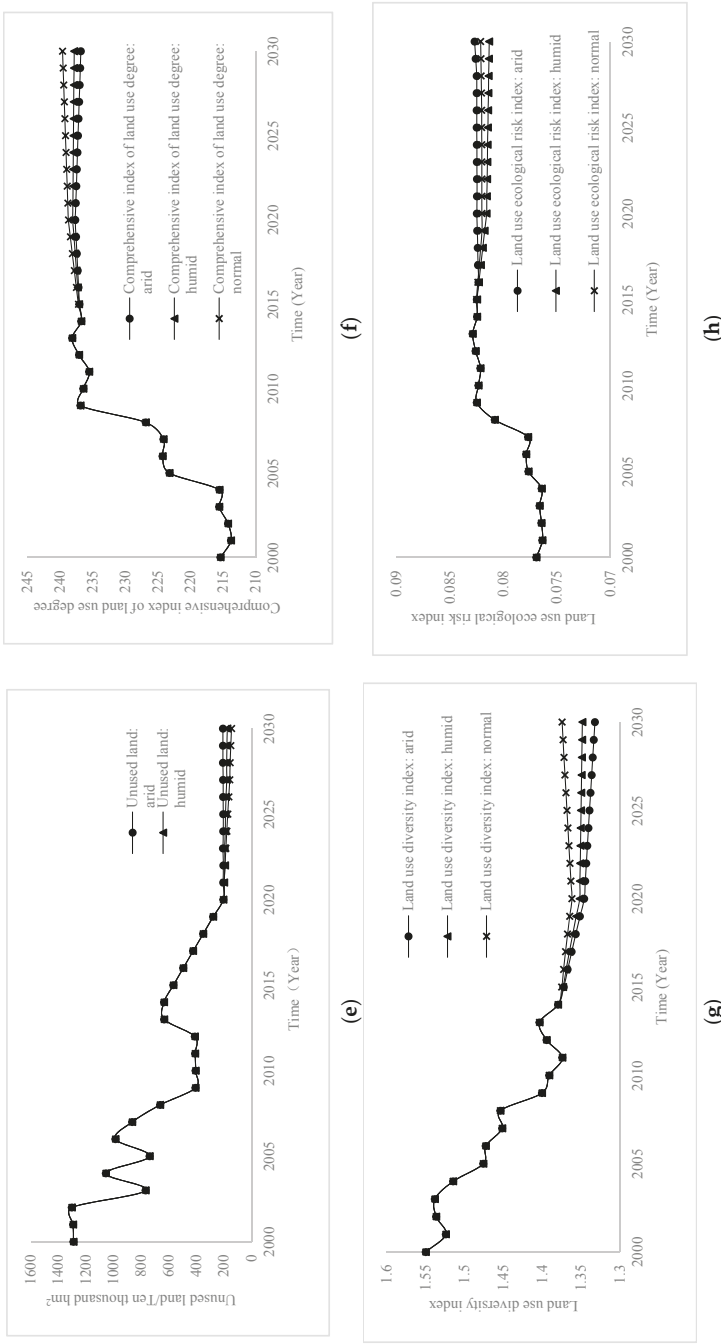 Unused land/Ten thousand hm²
1600
1400
1200
1000
800
600
400
200
0
Unused land:
arid
Unused land:
humid
2000 2005 2010 2015 2020 2025 2030
Time (Year)
(e)
Comprehensive index of
land use degree
245
240
235
230
225
220
215
210
Comprehensive index of land use degree:
arid
Comprehensive index of land use degree:
humid
Comprehensive index of land use degree:
normal
2000 2005 2010 2015 2020 2025 2030
Time (Year)
(f)
Land use diversity index
1.6
1.55
1.5
1.45
1.4
1.35
1.3
Land use diversity index: arid
Land use diversity index: humid
Land use diversity index: normal
2000 2005 2010 2015 2020 2025 2030
Time (Year)
(g)
Land use ecological
risk index
0.09
0.085
0.08
0.075
0.07
Land use ecological risk index: arid
Land use ecological risk index: humid
Land use ecological risk index: normal
2000 2005 2010 2015 2020 2025 2030
Time (Year)
(h)